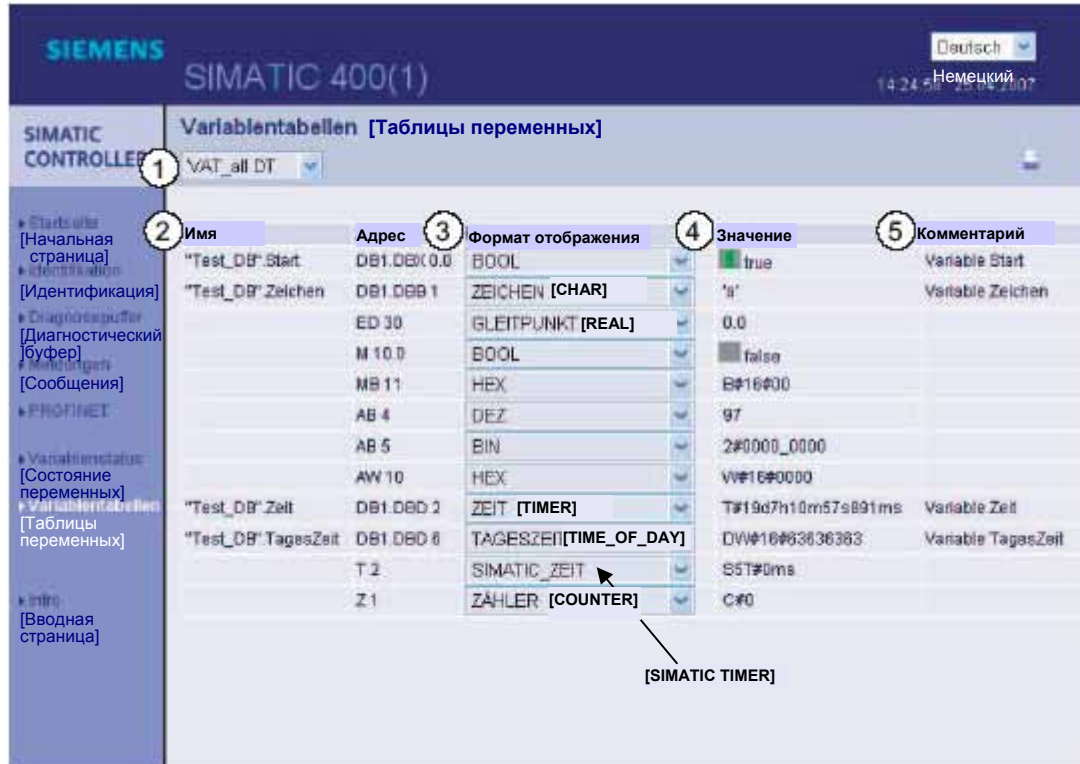 SIEMENS
SIMATIC 400(1)
Deutsch
Немецкий
SIMATIC
CONTROLLER
Variablentabellen [Таблицы переменных]
1
VAT_all DT
Startseite
[Начальная
страница]
Identifikation
[Идентификация]
Diagnosepuffer
[Диагностический
]буфер]
Meldungen
[Сообщения]
PROFINET
Variablenstatus
[Состояние
переменных]
Variablentabellen
[Таблицы
переменных]
Intro
[Вводная
страница]
2 Имя Адрес 3 Формат отображения 4 Значение 5 Комментарий
"Test_DB".Start DB1.DBX 0.0 BOOL true Variable Start
"Test_DB".Zeichen DB1.DBB 1 ZEICHEN [CHAR] 'a' Variable Zeichen
ED 30 GLEITPUNKT [REAL] 0.0
M 10.0 BOOL false
MB 11 HEX B#16#00
AB 4 DEZ 97
AB 5 BIN 2#0000_0000
AW 10 HEX W#16#0000
"Test_DB".Zeit DB1.DBD 2 ZEIT [TIMER] T#19d7h10m57s891ms Variable Zeit
"Test_DB".TagesZeit DB1.DBD 6 TAGESZEIT [TIME_OF_DAY] DW#16#63636363 Variable TagesZeit
T 2 SIMATIC_ZEIT S5T#0ms
Z 1 ZÄHLER [COUNTER] C#0
[SIMATIC TIMER]